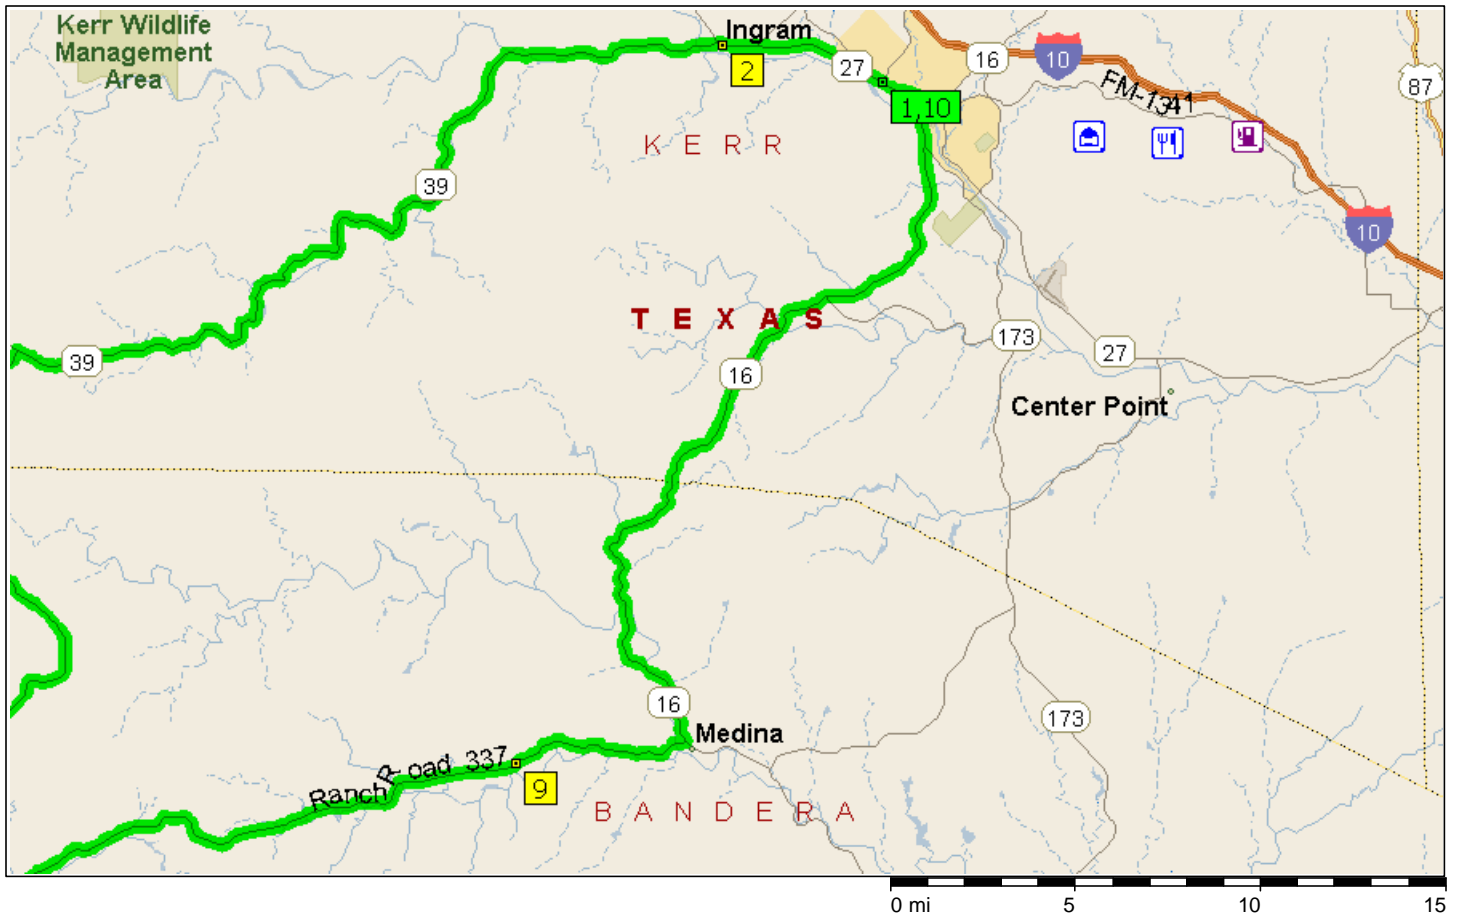 Kerr Wildlife
Management
Area
Ingram
2
27
1,10
16
10
FM-1341
87
KERR
39
10
TEXAS
39
173
27
16
Center Point
16
Medina
173
Ranch Road 337
9
BANDERA
0 mi 5 10 15